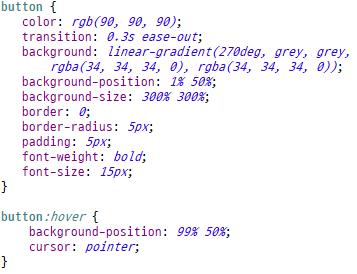 button {
   color: rgb(90, 90, 90);
   transition: 0.3s ease-out;
   background: linear-gradient(270deg, grey, grey,
       rgba(34, 34, 34, 0), rgba(34, 34, 34, 0));
   background-position: 1% 50%;
   background-size: 300% 300%;
   border: 0;
   border-radius: 5px;
   padding: 5px;
   font-weight: bold;
   font-size: 15px;
}

button:hover {
    background-position: 99% 50%;
    cursor: pointer;
}